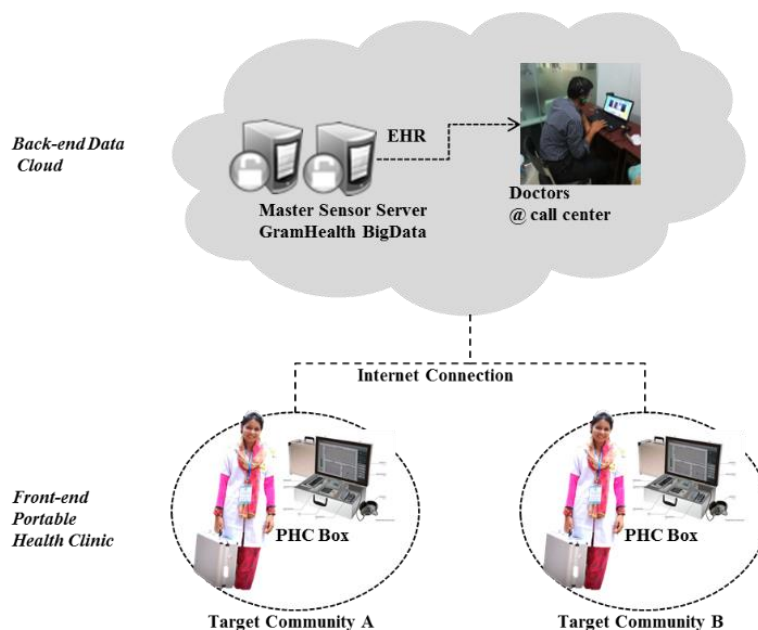 Back-end Data
Cloud
EHR
Master Sensor Server
GramHealth BigData
Doctors
@ call center
Internet Connection
Front-end
Portable
Health Clinic
PHC Box
Target Community A
PHC Box
Target Community B